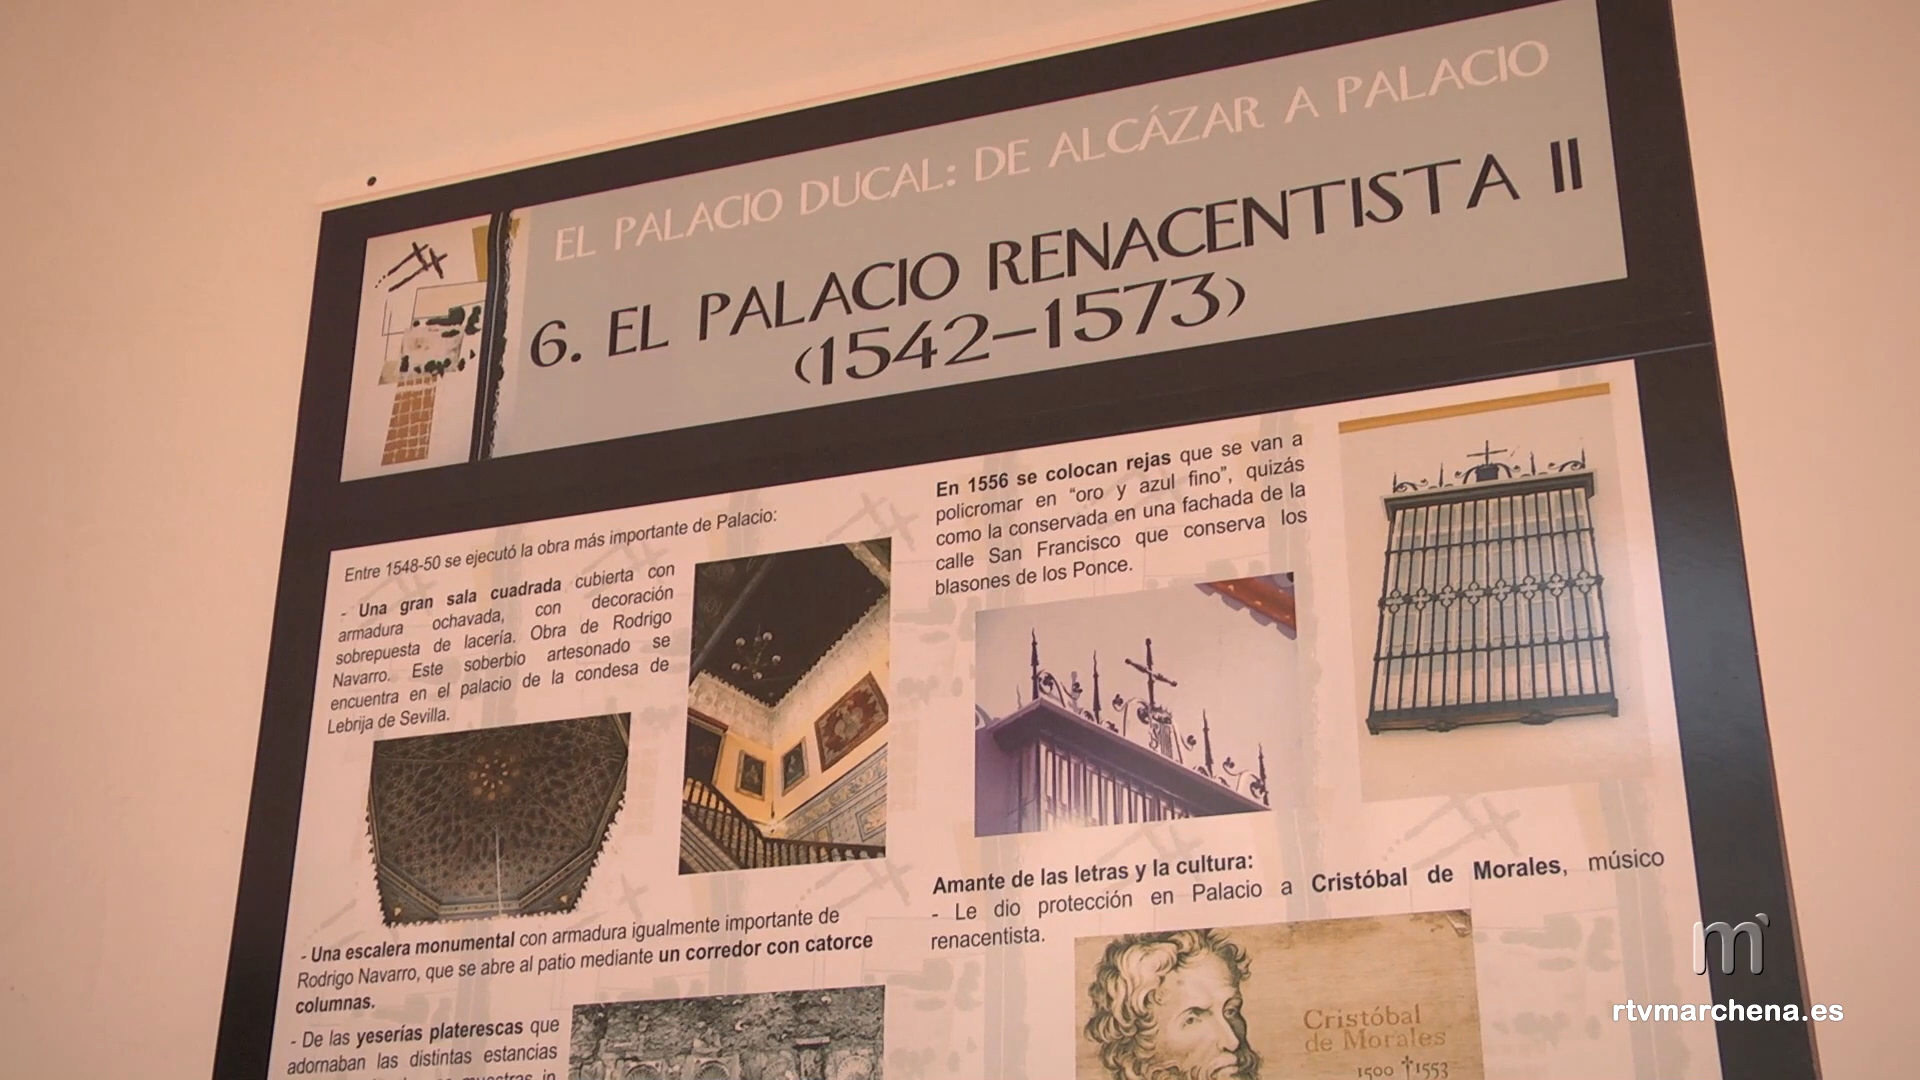 EL PALACIO DUCAL: DE ALCÁZAR A PALACIO
6. EL PALACIO RENACENTISTA II
(1542-1573)
Entre 1548-50 se ejecutó la obra más importante de Palacio:
- Una gran sala cuadrada cubierta con
armadura ochavada, con decoración
sobrepuesta de lacería. Obra de Rodrigo
Navarro. Este soberbio artesonado se
encuentra en el palacio de la condesa de
Lebrija de Sevilla.
- Una escalera monumental con armadura igualmente importante de
Rodrigo Navarro, que se abre al patio mediante un corredor con catorce
columnas.
- De las yeserías platerescas que
adornaban las distintas estancias
in
En 1556 se colocan rejas que se van a
policromar en “oro y azul fino”, quizás
como la conservada en una fachada de la
calle San Francisco que conserva los
blasones de los Ponce.
Amante de las letras y la cultura:
- Le dio protección en Palacio a Cristóbal de Morales, músico
renacentista.
Cristóbal
de Morales
1500 †1553
m
rtvmarchena.es